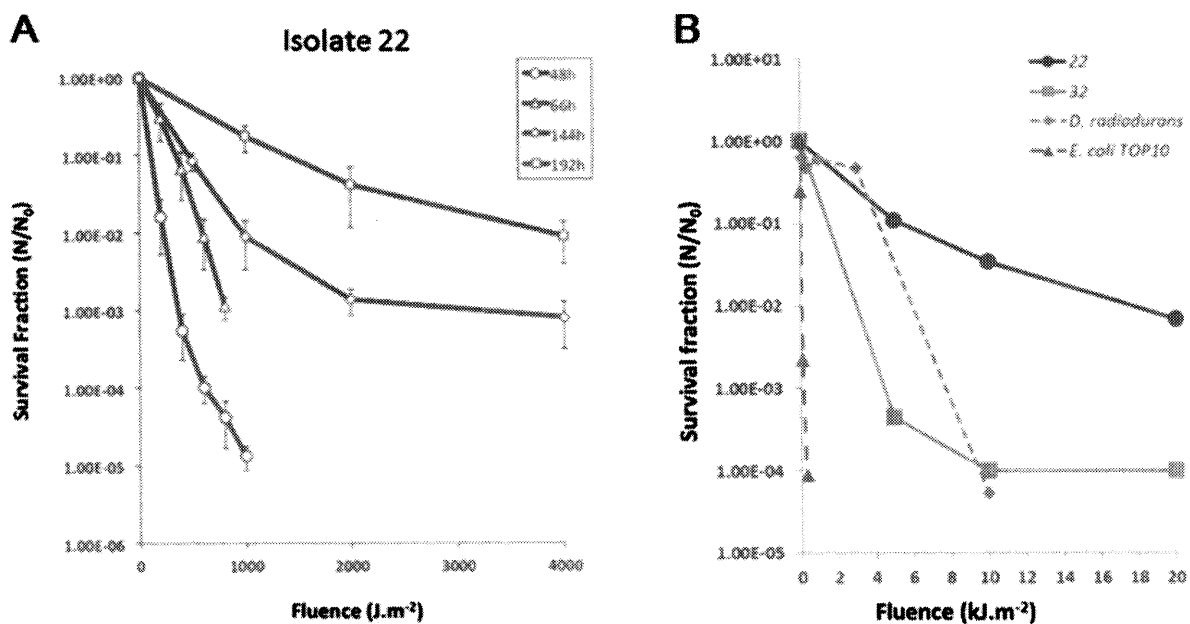 A
Isolate 22
1.00E+00
1.00E-01
1.00E-02
1.00E-03
1.00E-04
1.00E-05
1.00E-06
Survival Fraction (N/N0)
0
1000
2000
3000
4000
Fluence (J.m-2)
48h
66h
144h
192h
B
1.00E+01
1.00E+00
1.00E-01
1.00E-02
1.00E-03
1.00E-04
1.00E-05
Survival fraction (N/N0)
0 2 4 6 8 10 12 14 16 18 20
Fluence (kJ.m-2)
22
32
D. radiodurans
E. coli TOP10